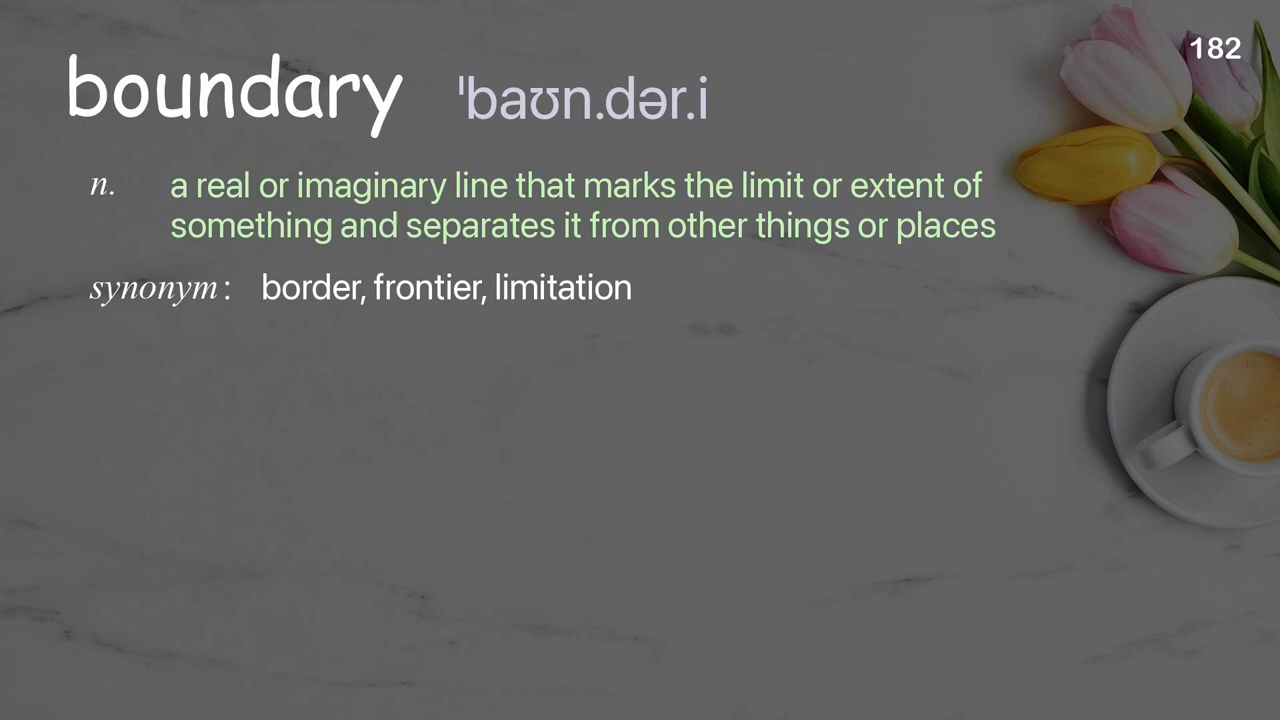 182
boundary ˈbaʊn.dər.i
n. a real or imaginary line that marks the limit or extent of
something and separates it from other things or places
synonym: border, frontier, limitation